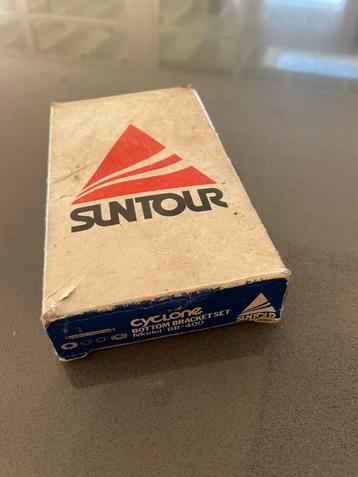 SUNTOUR
cyclone
BOTTOM BRACKET SET
Model: BB-400
SUNTOUR